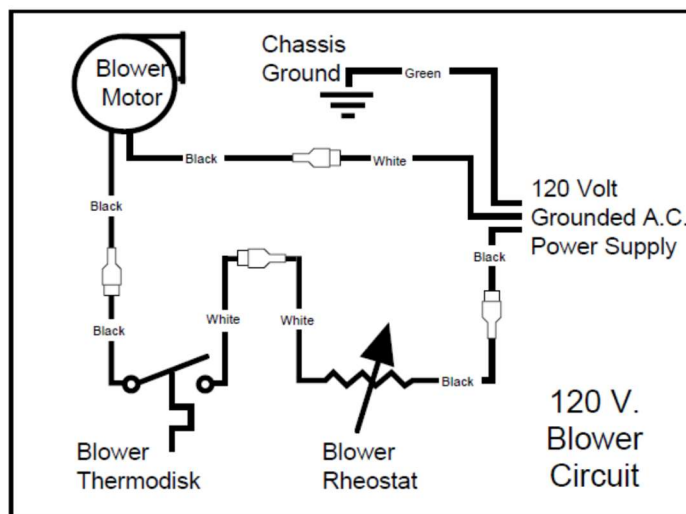 Blower
Motor
Chassis
Ground
Green
Black
White
120 Volt
Grounded A.C.
Power Supply
Black
Black
Black
White
White
Black
Blower
Thermodisk
Blower
Rheostat
120 V.
Blower
Circuit